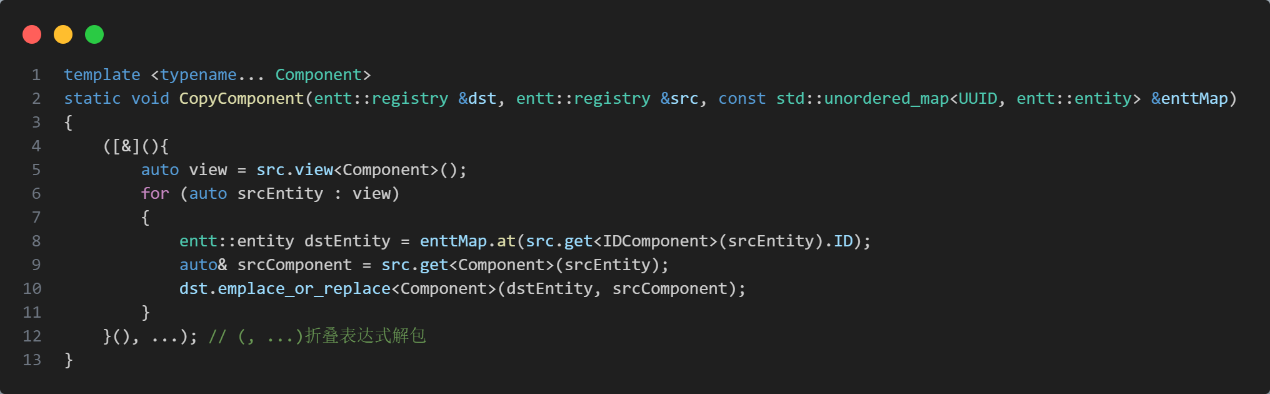 1 template <typename... Component>
2 static void CopyComponent(entt::registry &dst, entt::registry &src, const std::unordered_map<UUID, entt::entity> &enttMap)
3 {
4     ([&](){
5         auto view = src.view<Component>();
6         for (auto srcEntity : view)
7         {
8             entt::entity dstEntity = enttMap.at(src.get<IDComponent>(srcEntity).ID);
9             auto& srcComponent = src.get<Component>(srcEntity);
10             dst.emplace_or_replace<Component>(dstEntity, srcComponent);
11         }
12     }(), ...); // (, ...)折叠表达式解包
13 }